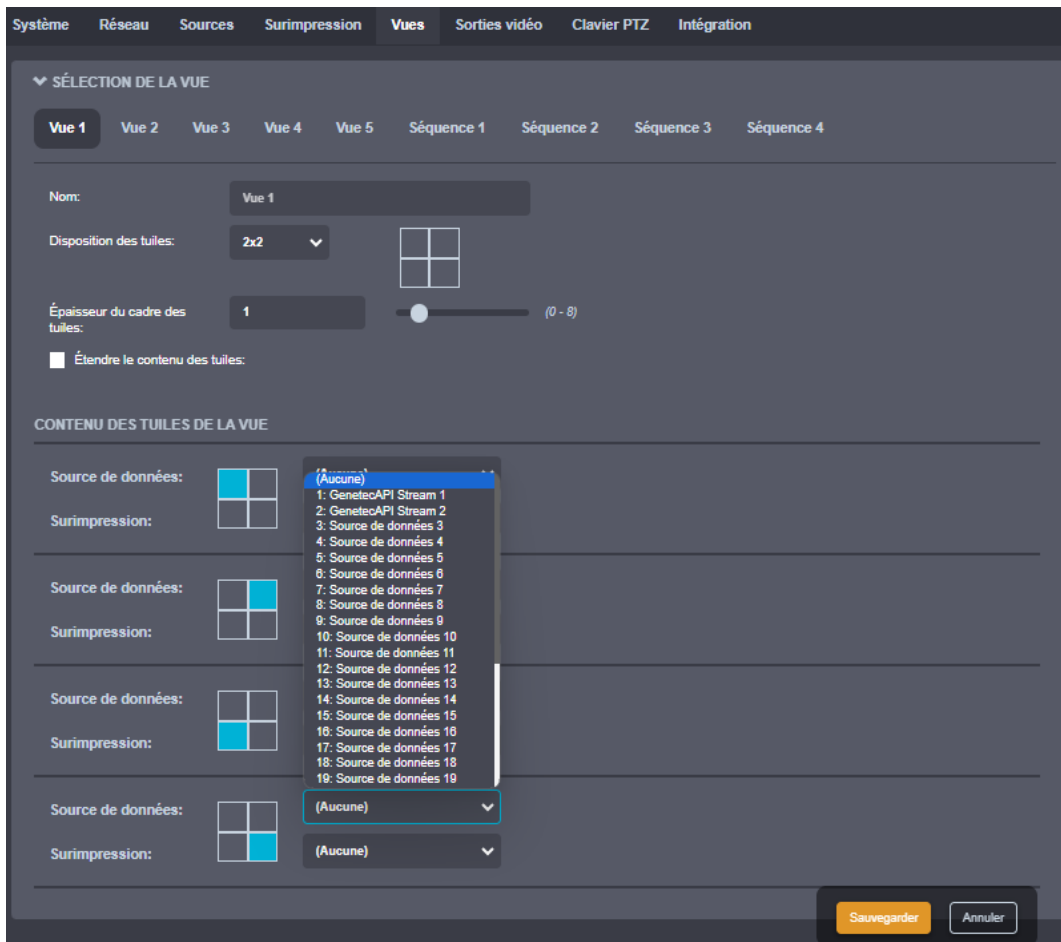 Système Réseau Sources Surimpression Vues Sorties vidéo Clavier PTZ Intégration
SÉLECTION DE LA VUE
Vue 1 Vue 2 Vue 3 Vue 4 Vue 5 Séquence 1 Séquence 2 Séquence 3 Séquence 4
Nom: Vue 1
Disposition des tuiles: 2x2
Épaisseur du cadre des
tuiles: 1 (0 - 8)
Étendre le contenu des tuiles:
CONTENU DES TUILES DE LA VUE
Source de données:
Surimpression:
Source de données:
Surimpression:
Source de données:
Surimpression:
(Aucune)
1: GenetecAPI Stream 1
2: GenetecAPI Stream 2
3: Source de données 3
4: Source de données 4
5: Source de données 5
6: Source de données 6
7: Source de données 7
8: Source de données 8
9: Source de données 9
10: Source de données 10
11: Source de données 11
12: Source de données 12
13: Source de données 13
14: Source de données 14
15: Source de données 15
16: Source de données 16
17: Source de données 17
18: Source de données 18
19: Source de données 19
Source de données: (Aucune)
Surimpression: (Aucune)
Sauvegarder Annuler